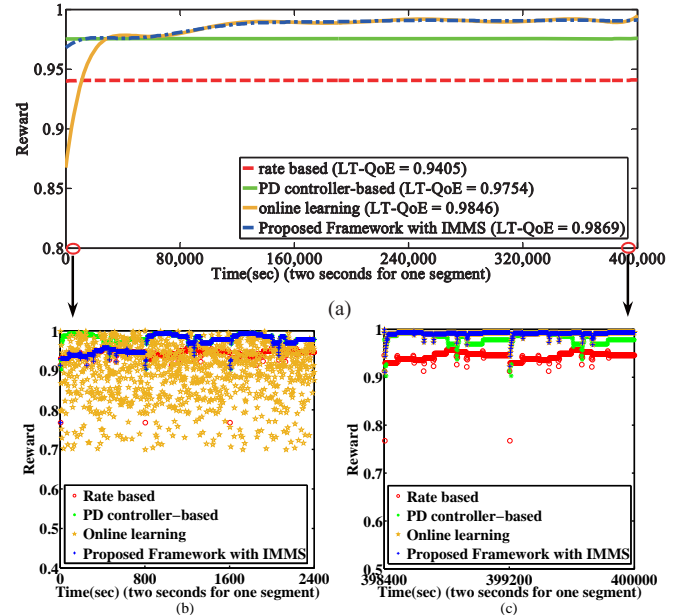 1
0.95
0.9
0.85
0.8
Reward
rate based (LT-QoE = 0.9405)
PD controller-based (LT-QoE = 0.9754)
online learning (LT-QoE = 0.9846)
Proposed Framework with IMMS (LT-QoE = 0.9869)
0 80,000 160,000 240,000 320,000 400,000
Time(sec) (two seconds for one segment)
(a)
1
0.9
0.8
0.7
0.6
0.5
0.4
Reward
Rate based
PD controller-based
Online learning
Proposed Framework with IMMS
0 800 1600 2400
Time(sec) (two seconds for one segment)
(b)
1
0.9
0.8
0.7
0.6
0.5
Reward
Rate based
PD controller-based
Online learning
Proposed Framework with IMMS
398400 399200 400000
Time(sec) (two seconds for one segment)
(c)